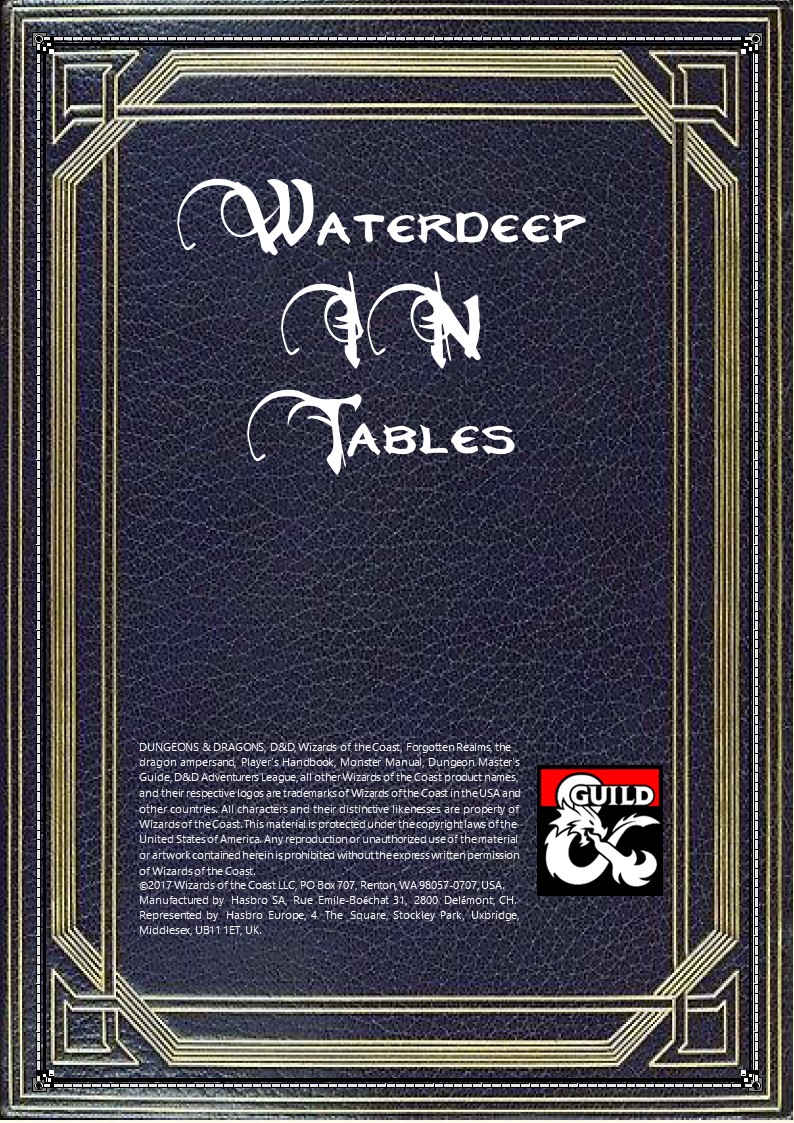 Waterdeep
IN
Tables
DUNGEONS & DRAGONS, D&D, Wizards of the Coast, Forgotten Realms, the
dragon ampersand, Player's Handbook, Monster Manual, Dungeon Master's
Guide, D&D Adventurers League, all other Wizards of the Coast product names,
and their respective logos are trademarks of Wizards of the Coast in the USA and
other countries. All characters and their distinctive likenesses are property of
Wizards of the Coast. This material is protected under the copyright laws of the
United States of America. Any reproduction or unauthorized use of the material
or artwork contained herein is prohibited without the express written permission
of Wizards of the Coast.
©2017 Wizards of the Coast LLC, PO Box 707, Renton, WA 98057-0707, USA.
Manufactured by Hasbro SA, Rue Emile-Boéchat 31, 2800 Delémont, CH.
Represented by Hasbro Europe, 4 The Square, Stockley Park, Uxbridge,
Middlesex, UB11 1ET, UK.
GUILD